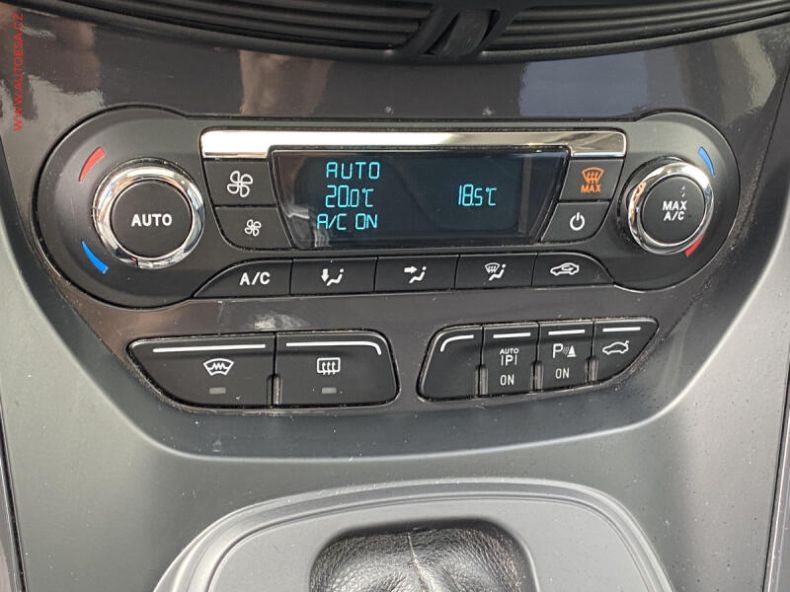 WWW.AUTOESA.CZ
AUTO
20.0°C 18.5°C
A/C ON
MAX
AUTO
MAX
A/C
A/C
AUTO
P
ON
P
ON